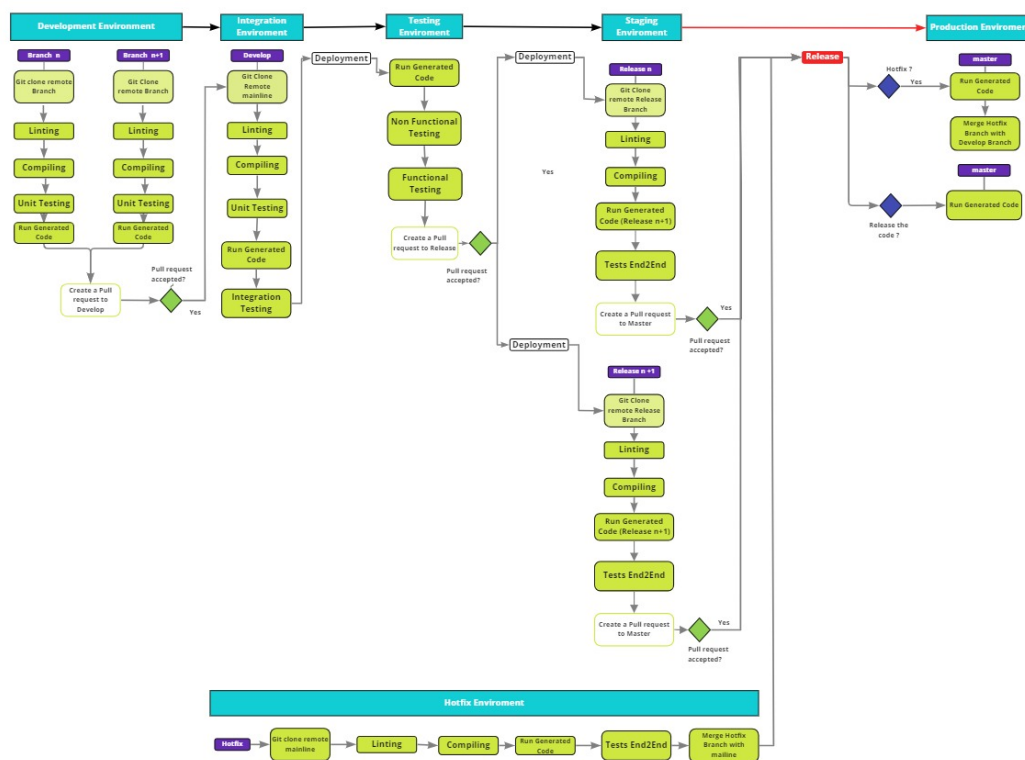 Development Environment
Integration
Enviroment
Testing
Enviroment
Staging
Enviroment
Production Enviroment
Branch n
Git clone remote
Branch
Linting
Compiling
Unit Testing
Run Generated
Code
Branch n+1
Git Clone
remote Branch
Linting
Compiling
Unit Testing
Run Generated
Code
Create a Pull
request to
Develop
Pull request
accepted?
Yes
Develop
Git Clone
Remote
mainline
Linting
Compiling
Unit Testing
Run Generated
Code
Integration
Testing
Deployment
Run Generated
Code
Non Functional
Testing
Functional
Testing
Create a Pull
request to Release
Pull request
accepted?
Yes
Deployment
Release n
Git Clone
remote Release
Branch
Linting
Compiling
Run Generated
Code (Release n+1)
Tests End2End
Create a Pull request
to Master
Yes
Pull request
accepted?
Deployment
Release n +1
Git Clone
remote Release
Branch
Linting
Compiling
Run Generated
Code (Release n+1)
Tests End2End
Create a Pull request
to Master
Yes
Pull request
accepted?
Release
Hotfix ?
Yes
master
Run Generated
Code
Merge Hotfix
Branch with
Develop Branch
Release the
code ?
master
Run Generated Code
Hotfix Enviroment
Hotfix
Git clone remote
mainline
Linting
Compiling
Run Generated
Code
Tests End2End
Merge Hotfix
Branch with
mailine